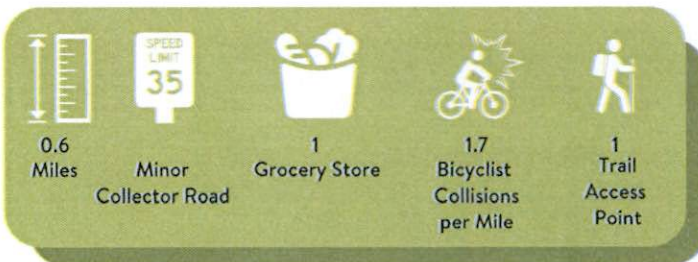 SPEED
LIMIT
35
0.6
Miles
Minor
Collector Road
1
Grocery Store
1.7
Bicyclist
Collisions
per Mile
1
Trail
Access
Point